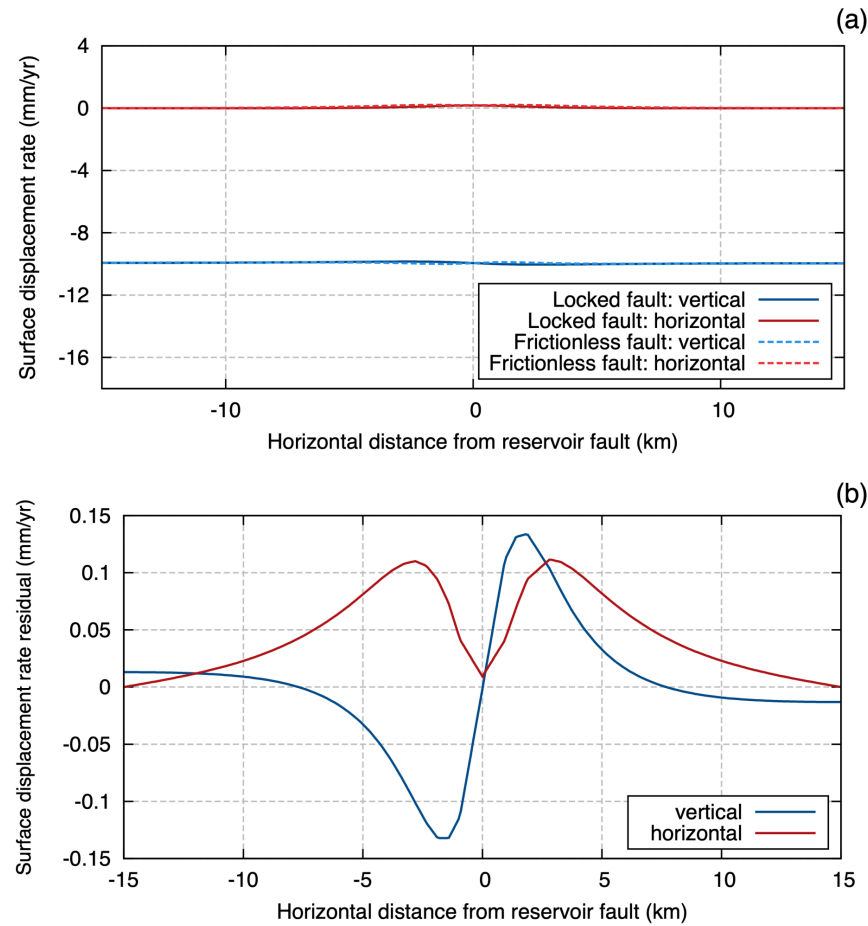 (a)
Surface displacement rate (mm/yr)
4
0
-4
-8
-12
-16
Locked fault: vertical
Locked fault: horizontal
Frictionless fault: vertical
Frictionless fault: horizontal
-10
0
10
Horizontal distance from reservoir fault (km)
(b)
Surface displacement rate residual (mm/yr)
0.15
0.1
0.05
0
-0.05
-0.1
-0.15
vertical
horizontal
-15
-10
-5
0
5
10
15
Horizontal distance from reservoir fault (km)